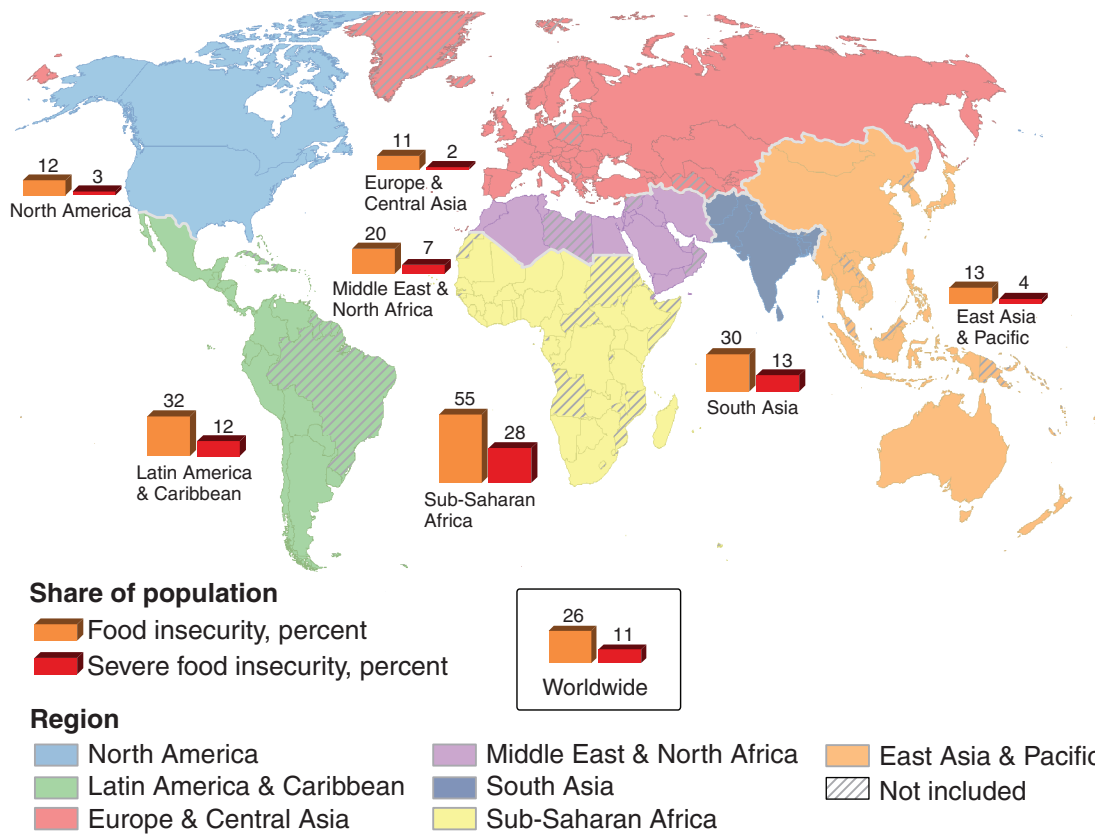 12
3
North America
11
2
Europe &
Central Asia
20
7
Middle East &
North Africa
13
4
East Asia
& Pacific
30
13
South Asia
32
12
Latin America
& Caribbean
55
28
Sub-Saharan
Africa
Share of population
Food insecurity, percent
Severe food insecurity, percent
26
11
Worldwide
Region
North America
Latin America & Caribbean
Europe & Central Asia
Middle East & North Africa
South Asia
Sub-Saharan Africa
East Asia & Pacific
Not included